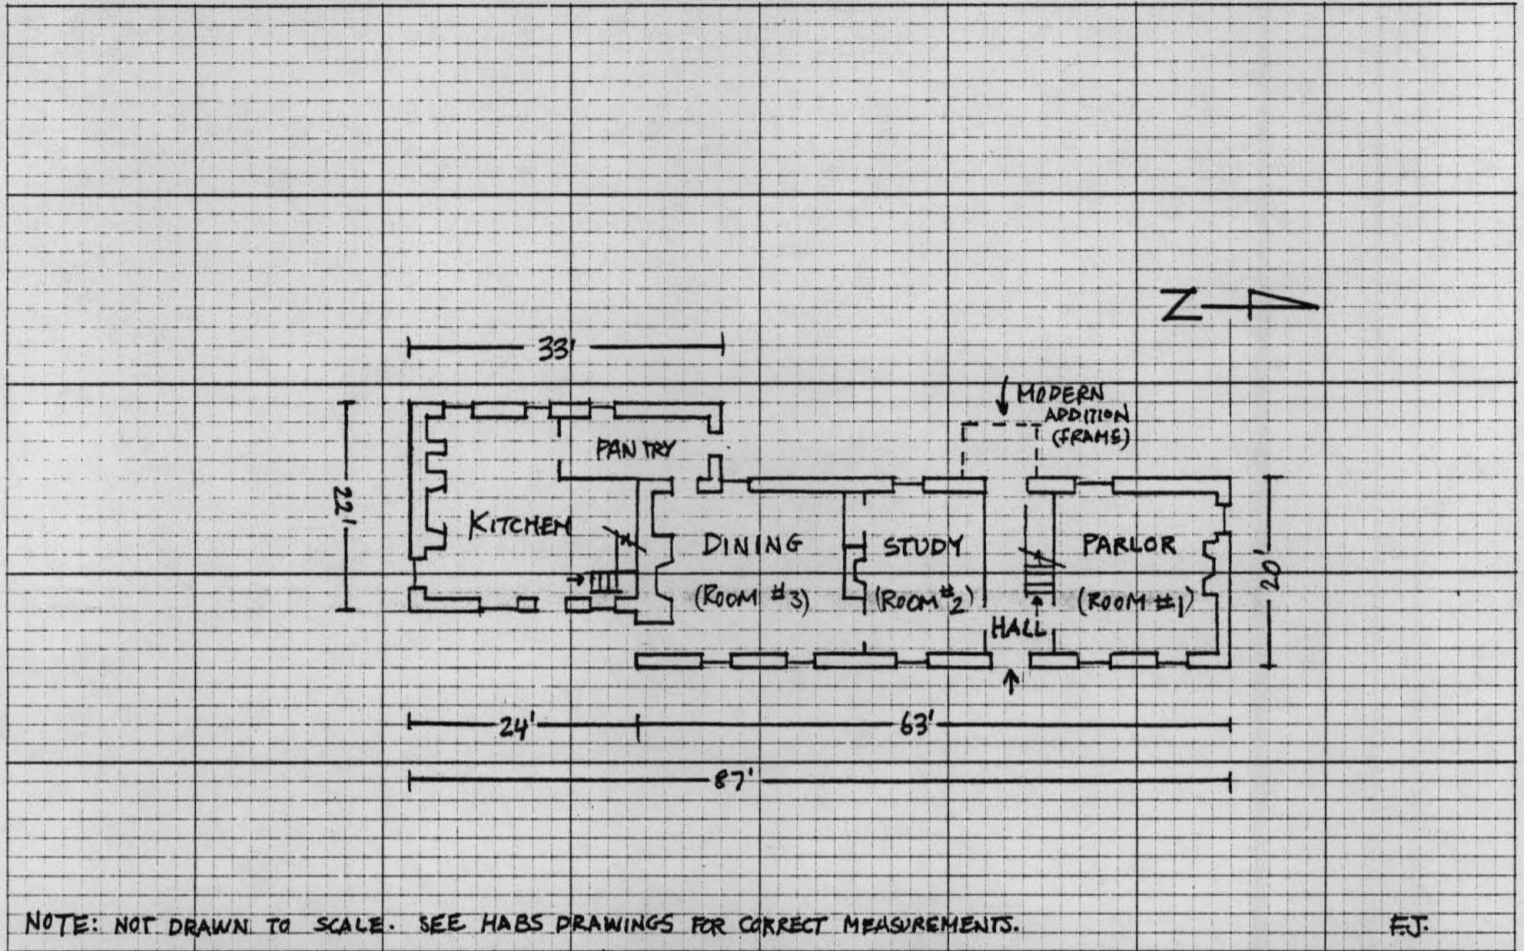 N
33'
MODERN
ADDITION
(FRAME)
22'
PANTRY
KITCHEN
DINING
(ROOM #3)
STUDY
(ROOM #2)
PARLOR
(ROOM #1)
HALL
20'
24'
63'
87'
NOTE: NOT DRAWN TO SCALE. SEE HABS DRAWINGS FOR CORRECT MEASUREMENTS.
F.J.